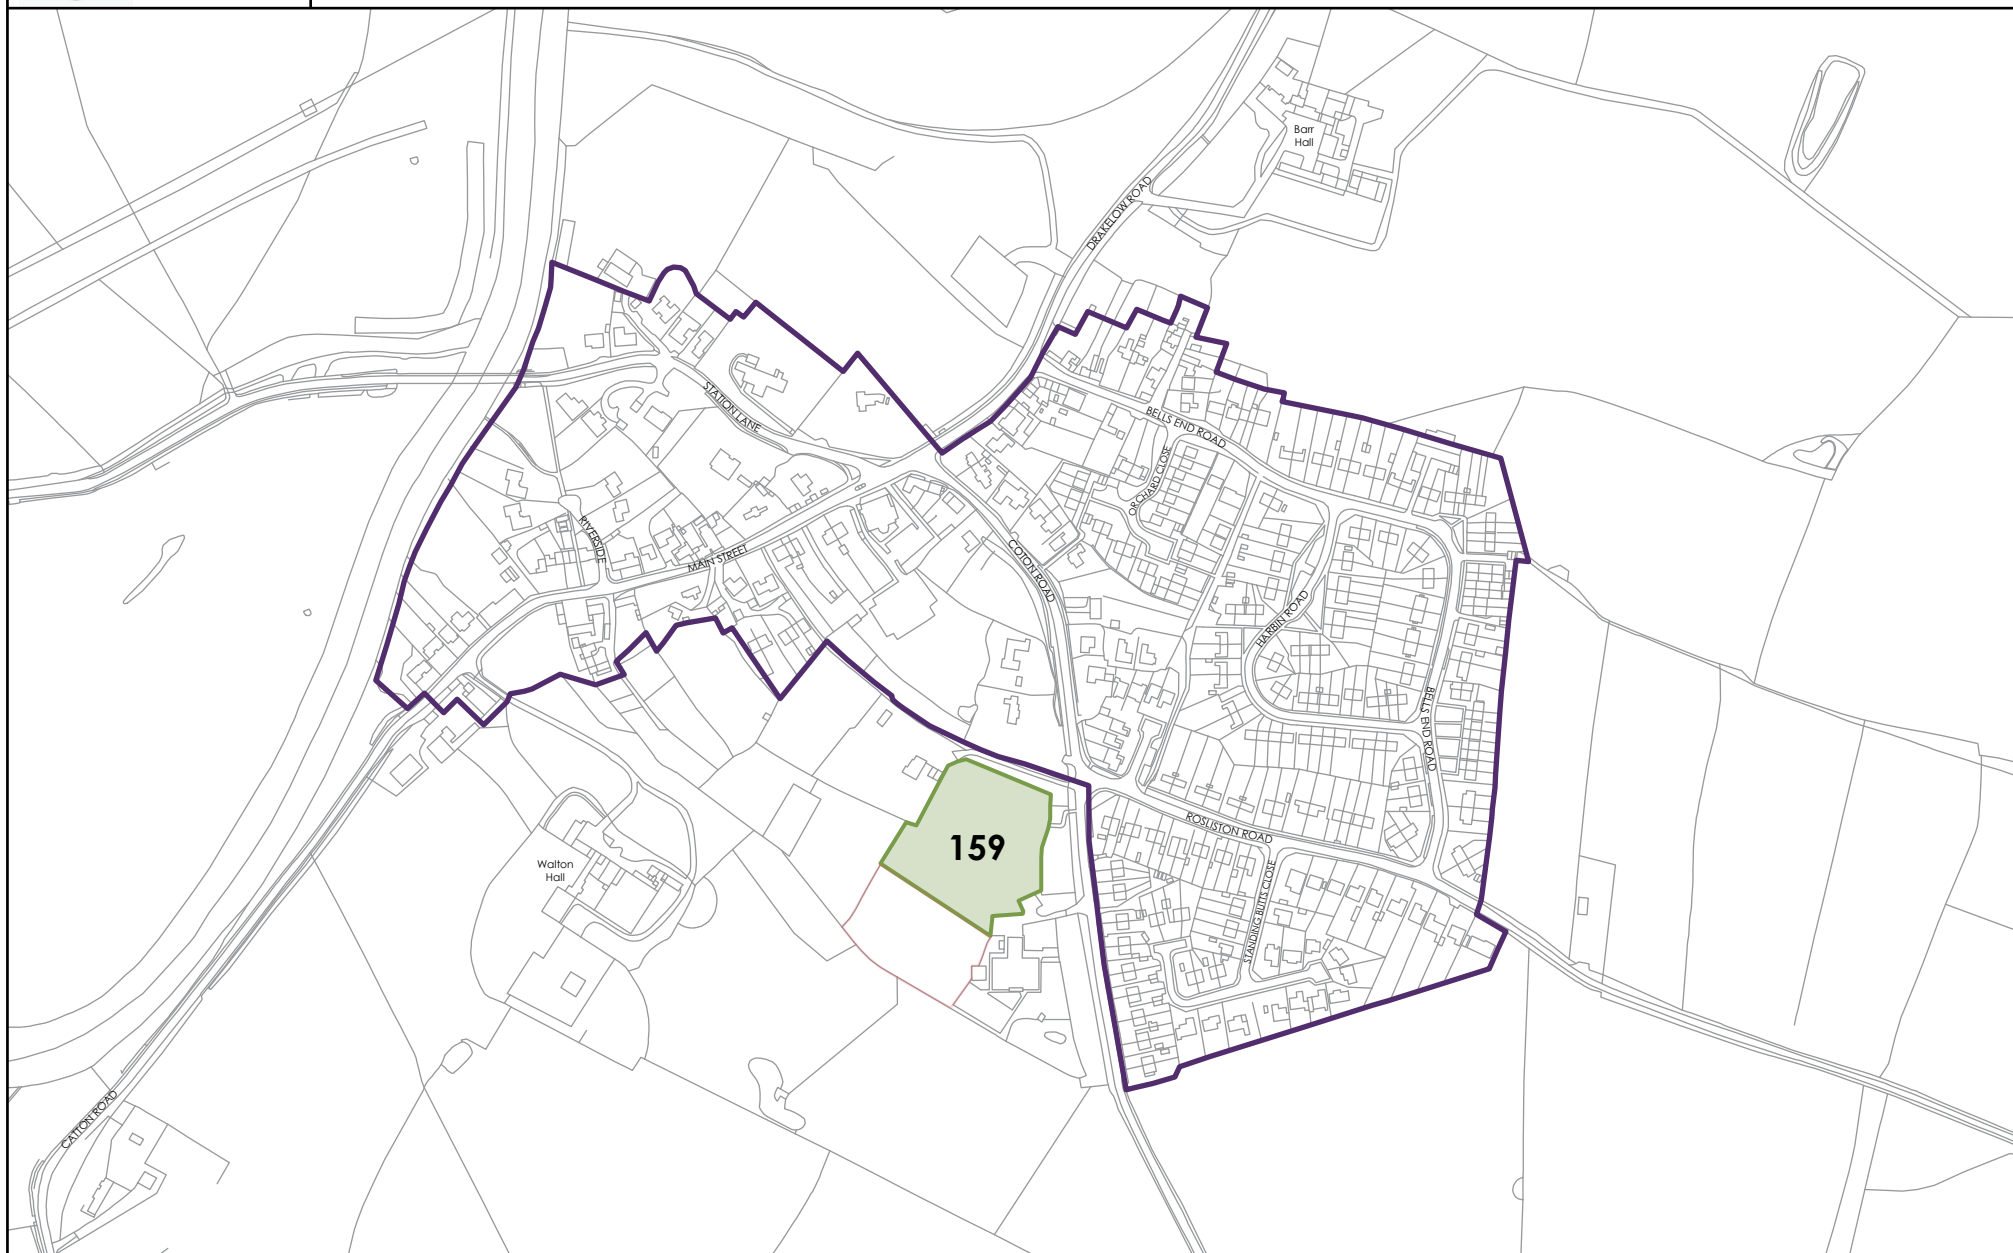 Barr
Hall
DRAKELOW ROAD
STATION LANE
BELLS END ROAD
ORCHARD CLOSE
RIVERSIDE
MAIN STREET
COTON ROAD
HARBIN ROAD
BELLS END ROAD
ROSLISTON ROAD
159
Walton
Hall
STANDING BUTTS CLOSE
CATTON ROAD